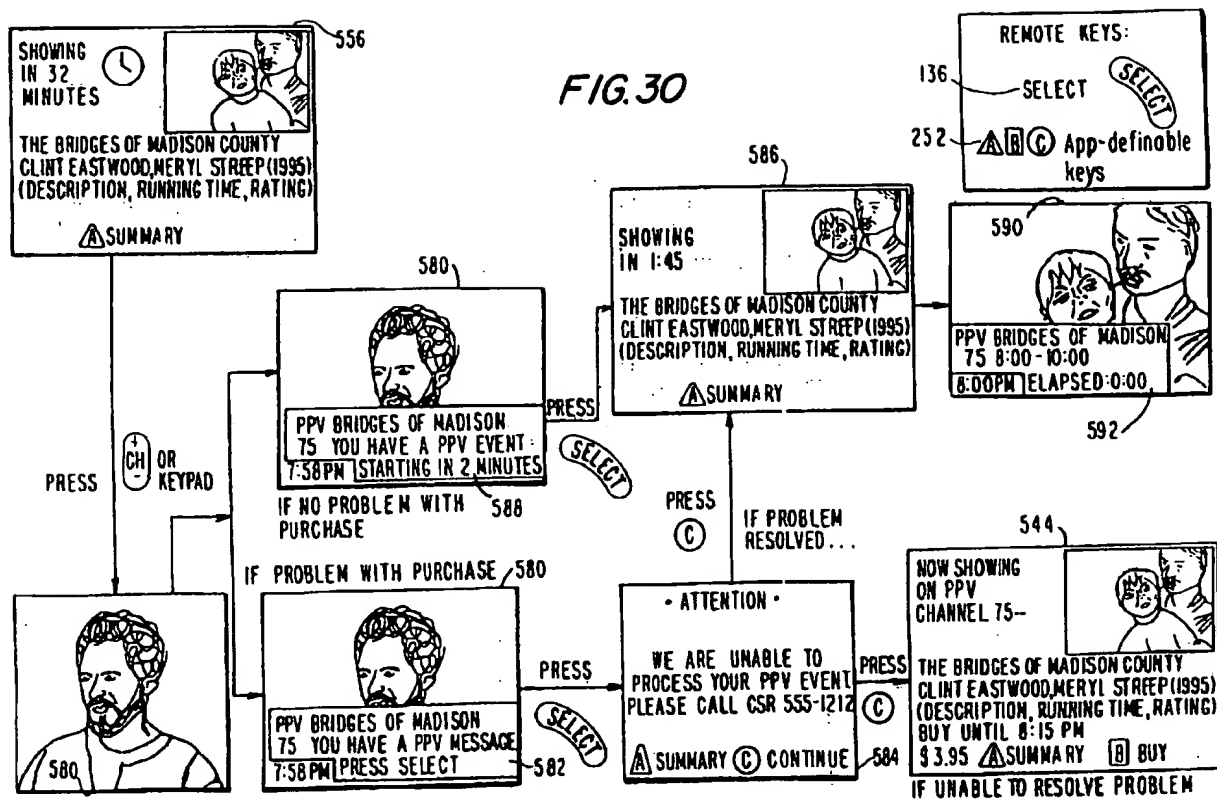 556
SHOWING
IN 32
MINUTES
THE BRIDGES OF MADISON COUNTY
CLINT EASTWOOD, MERYL STREEP (1995)
(DESCRIPTION, RUNNING TIME, RATING)
A SUMMARY
FIG. 30
REMOTE KEYS:
136
SELECT
SELECT
252
A B C App-definable
keys
PRESS
+
CH
-
OR
KEYPAD
580
580
PPV BRIDGES OF MADISON
75 YOU HAVE A PPV EVENT
7:58PM STARTING IN 2 MINUTES
588
IF NO PROBLEM WITH
PURCHASE
PRESS
SELECT
586
SHOWING
IN 1:45
THE BRIDGES OF MADISON COUNTY
CLINT EASTWOOD, MERYL STREEP (1995)
(DESCRIPTION, RUNNING TIME, RATING)
A SUMMARY
590
PPV BRIDGES OF MADISON
75 8:00-10:00
8:00PM ELAPSED:0:00
592
IF PROBLEM WITH PURCHASE
580
PPV BRIDGES OF MADISON
75 YOU HAVE A PPV MESSAGE
7:58PM PRESS SELECT
582
PRESS
SELECT
PRESS
C
IF PROBLEM
RESOLVED...
• ATTENTION •
WE ARE UNABLE TO
PROCESS YOUR PPV EVENT
PLEASE CALL CSR 555-1212
A SUMMARY C CONTINUE
584
PRESS
C
544
NOW SHOWING
ON PPV
CHANNEL 75--
THE BRIDGES OF MADISON COUNTY
CLINT EASTWOOD, MERYL STREEP (1995)
(DESCRIPTION, RUNNING TIME, RATING)
BUY UNTIL 8:15 PM
$3.95 A SUMMARY B BUY
IF UNABLE TO RESOLVE PROBLEM